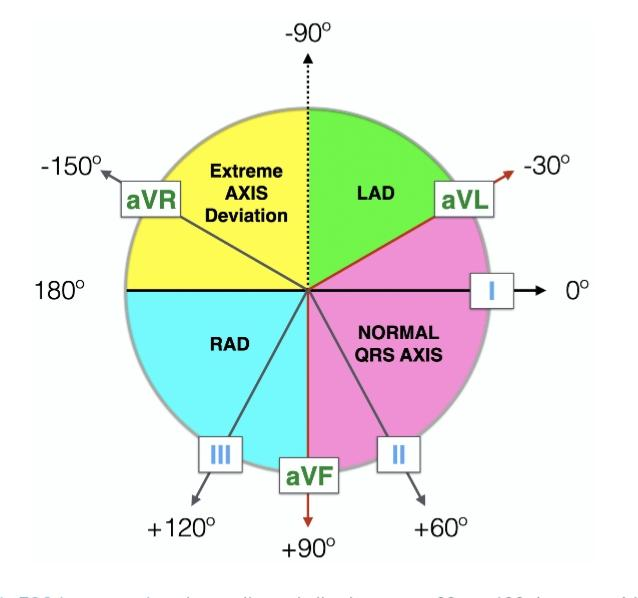 -90°
-150°
-30°
Extreme
AXIS
Deviation
LAD
aVR
aVL
180°
I
0°
RAD
NORMAL
QRS AXIS
III
II
aVF
+120°
+60°
+90°